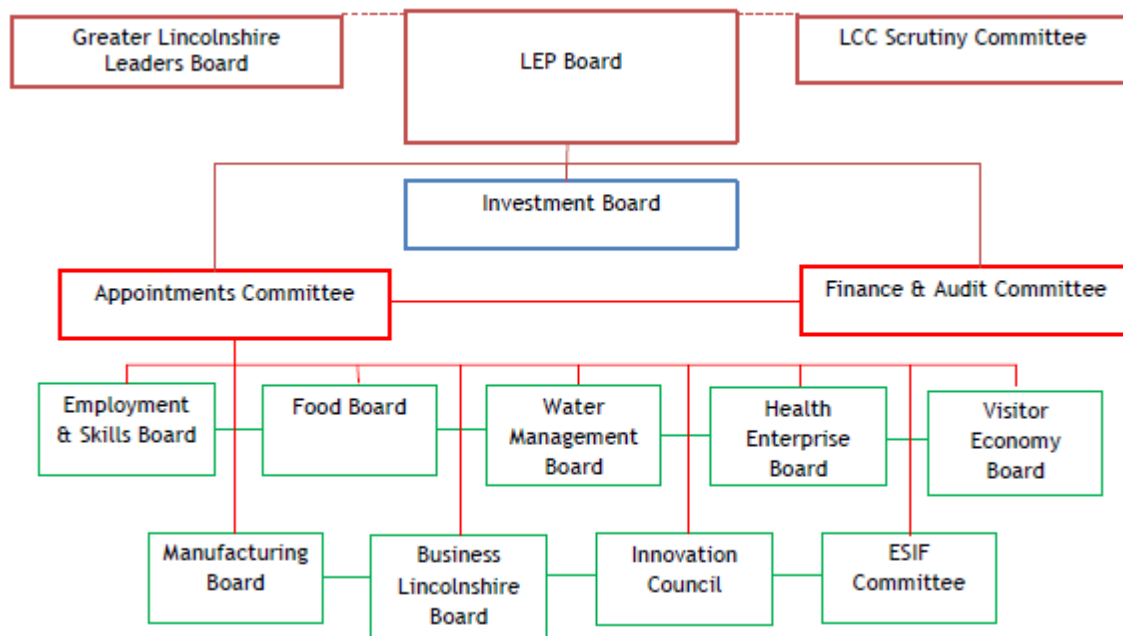 Greater Lincolnshire
Leaders Board
LEP Board
LCC Scrutiny Committee
Investment Board
Appointments Committee
Finance & Audit Committee
Employment
& Skills Board
Food Board
Water
Management
Board
Health
Enterprise
Board
Visitor
Economy
Board
Manufacturing
Board
Business
Lincolnshire
Board
Innovation
Council
ESIF
Committee